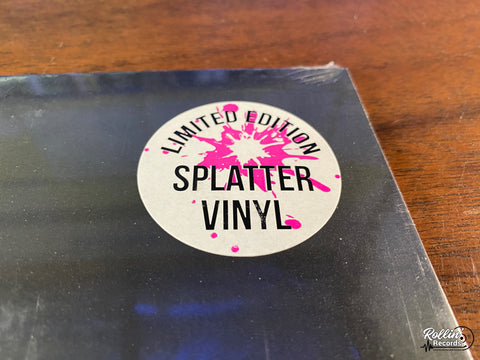 LIMITED EDITION
SPLATTER
VINYL
Rollin
Records